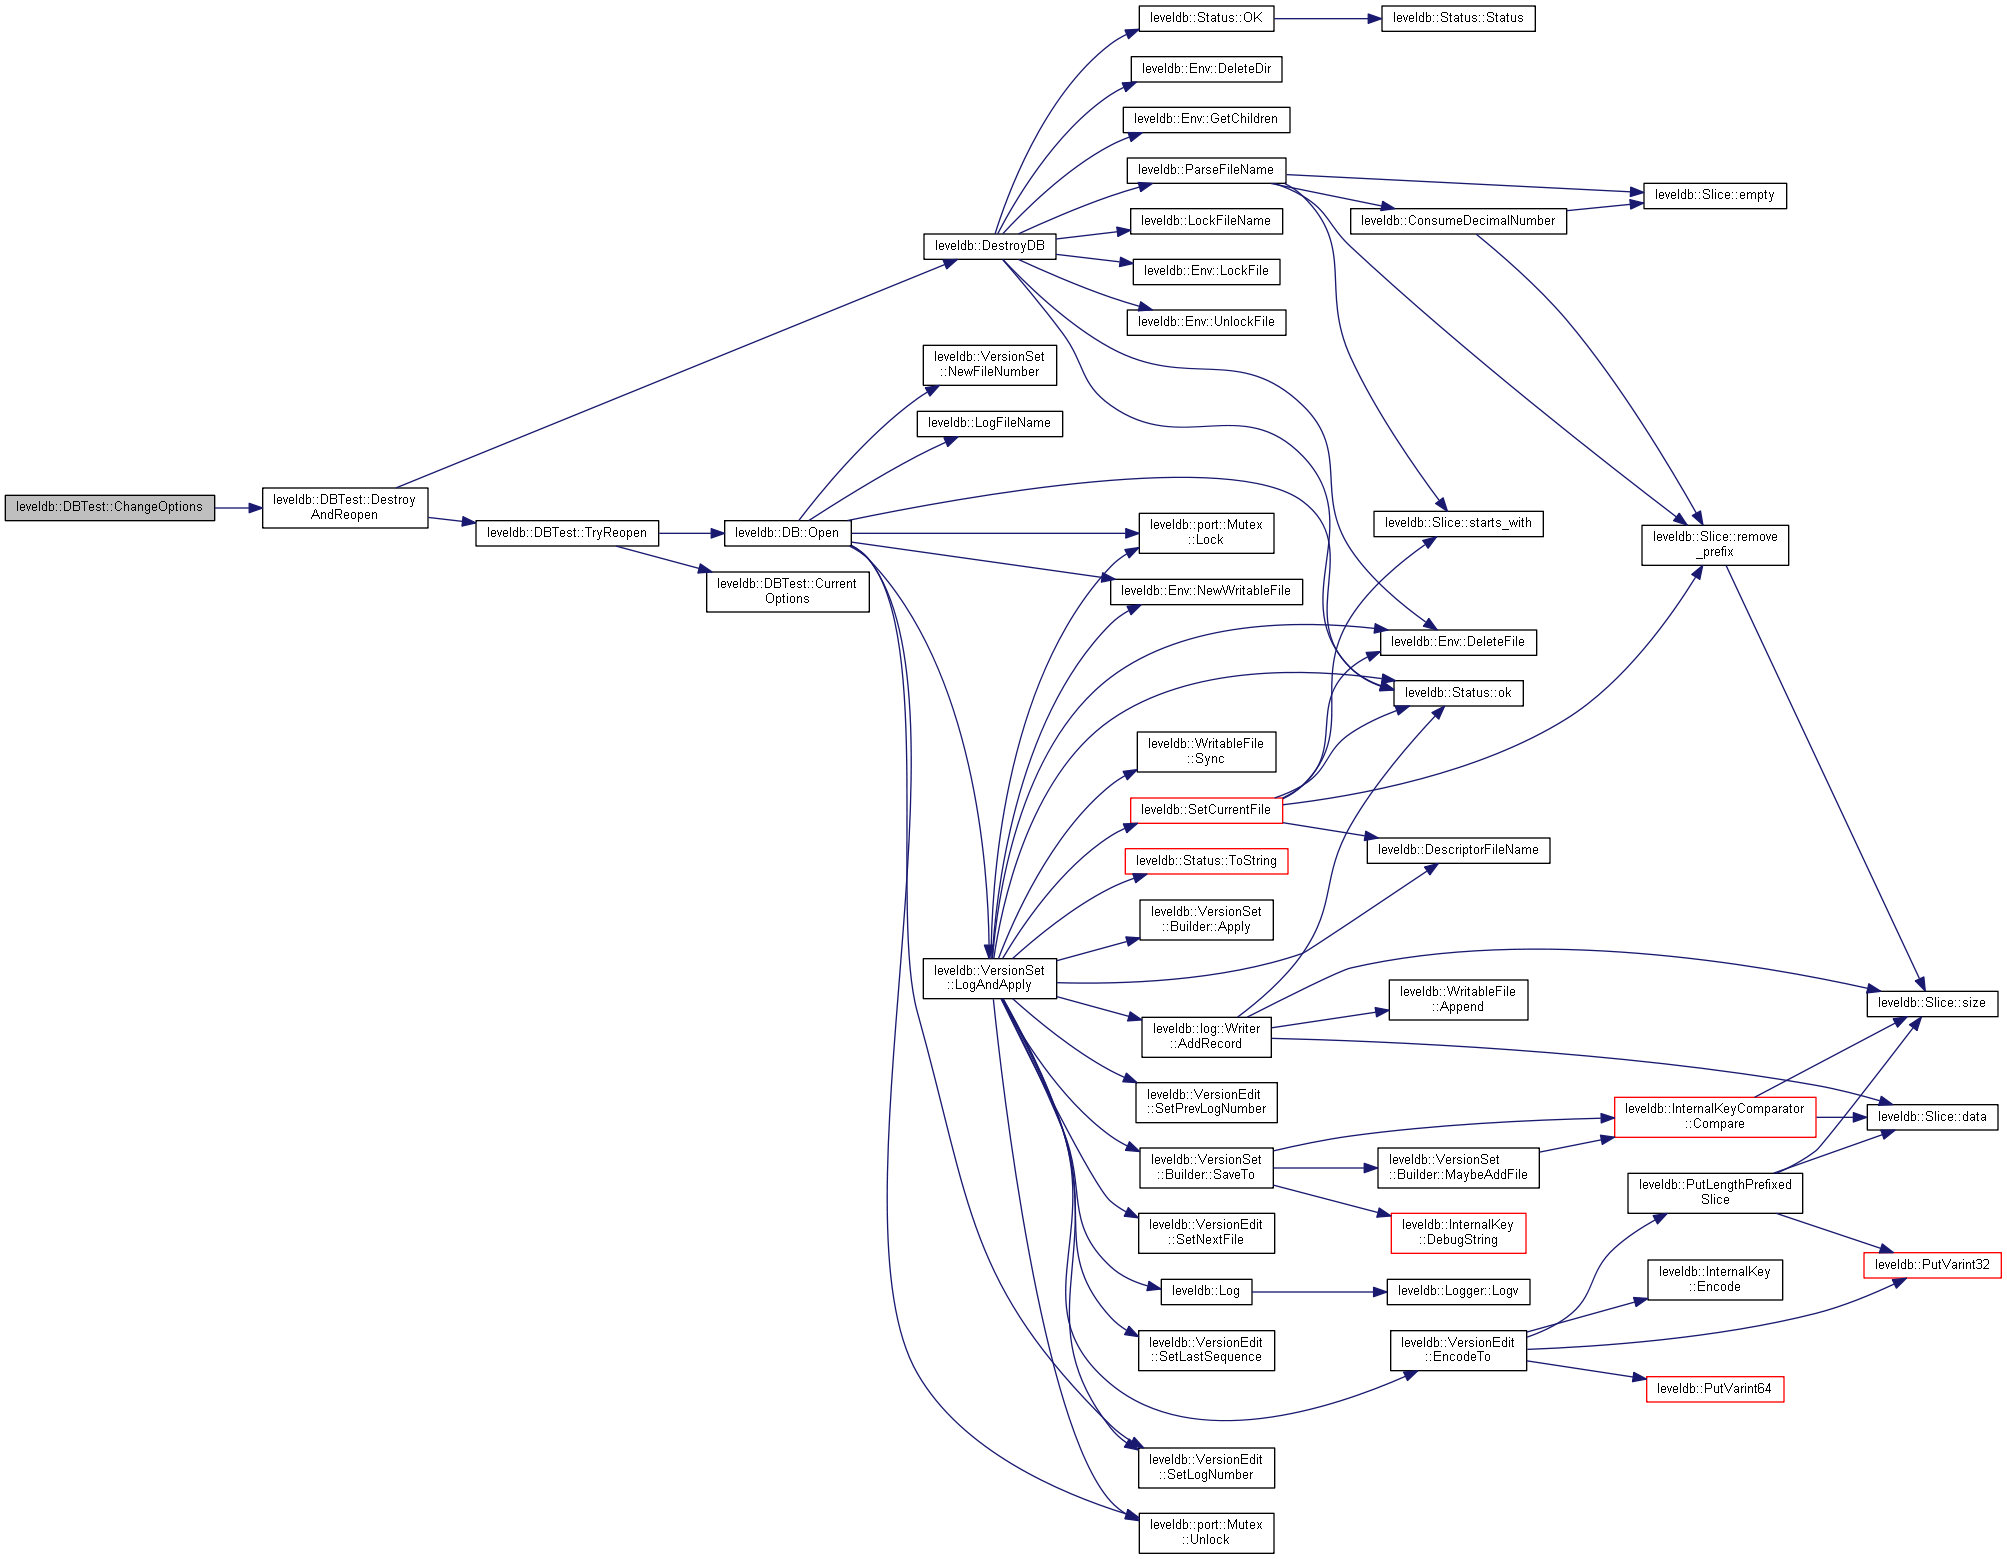 leveldb::Status::OK
leveldb::Status::Status
leveldb::Env::DeleteDir
leveldb::Env::GetChildren
leveldb::ParseFileName
leveldb::Slice::empty
leveldb::LockFileName
leveldb::ConsumeDecimalNumber
leveldb::DestroyDB
leveldb::Env::LockFile
leveldb::Env::UnlockFile
leveldb::VersionSet
::NewFileNumber
leveldb::LogFileName
leveldb::DBTest::ChangeOptions
leveldb::DBTest::Destroy
AndReopen
leveldb::DBTest::TryReopen
leveldb::DB::Open
leveldb::port::Mutex
::Lock
leveldb::Slice::starts_with
leveldb::Slice::remove
_prefix
leveldb::DBTest::Current
Options
leveldb::Env::NewWritableFile
leveldb::Env::DeleteFile
leveldb::Status::ok
leveldb::WritableFile
::Sync
leveldb::SetCurrentFile
leveldb::DescriptorFileName
leveldb::Status::ToString
leveldb::VersionSet
::Builder::Apply
leveldb::VersionSet
::LogAndApply
leveldb::WritableFile
::Append
leveldb::Slice::size
leveldb::log::Writer
::AddRecord
leveldb::VersionEdit
::SetPrevLogNumber
leveldb::InternalKeyComparator
::Compare
leveldb::Slice::data
leveldb::VersionSet
::Builder::SaveTo
leveldb::VersionSet
::Builder::MaybeAddFile
leveldb::PutLengthPrefixed
Slice
leveldb::VersionEdit
::SetNextFile
leveldb::InternalKey
::DebugString
leveldb::PutVarint32
leveldb::InternalKey
::Encode
leveldb::Log
leveldb::Logger::Logv
leveldb::VersionEdit
::SetLastSequence
leveldb::VersionEdit
::EncodeTo
leveldb::PutVarint64
leveldb::VersionEdit
::SetLogNumber
leveldb::port::Mutex
::Unlock